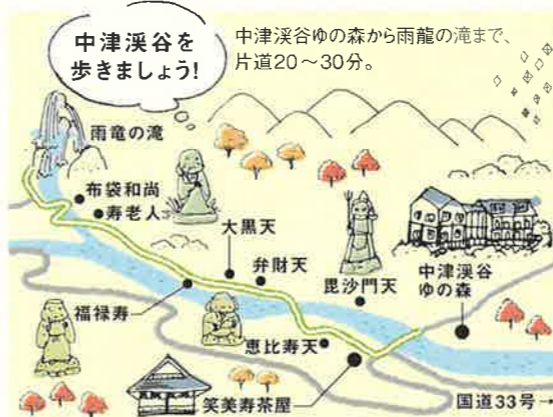 中津渓谷を
歩きましょう!
中津渓谷ゆの森から雨龍の滝まで、
片道20〜30分。
雨竜の滝
布袋和尚
寿老人
大黒天
弁財天
毘沙門天
中津渓谷
ゆの森
福禄寿
恵比寿天
笑美寿茶屋
国道33号→